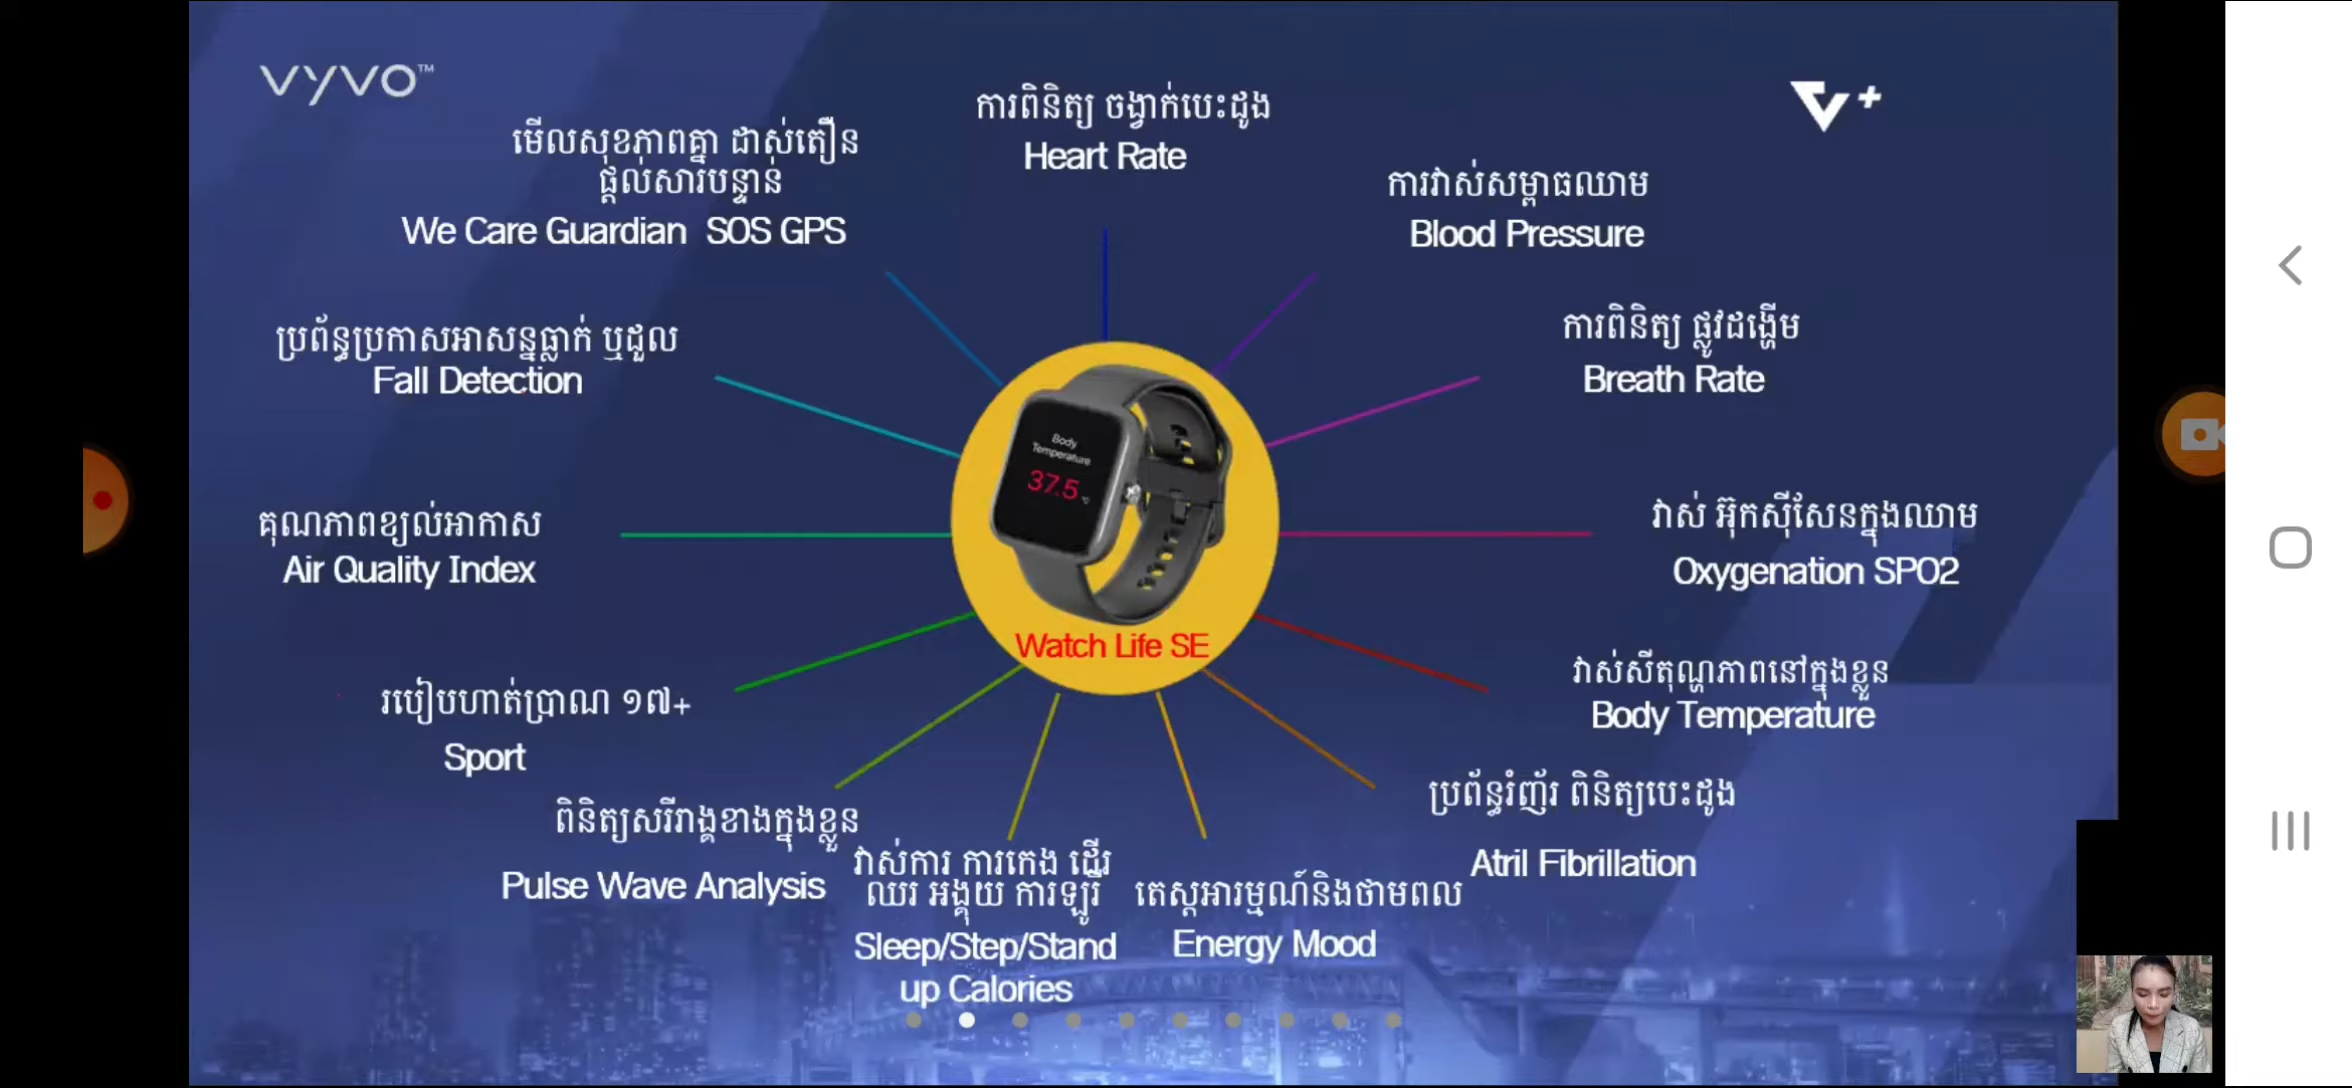 vyvo™
V+
ការពិនិត្យ ចង្វាក់បេះដូង
Heart Rate
មើលសុខភាពគ្នា ដាស់តឿន
ផ្តល់សារបន្ទាន់
We Care Guardian SOS GPS
ការវាស់សម្ពាធឈាម
Blood Pressure
ប្រព័ន្ធប្រកាសអាសន្នធ្លាក់ ឬដួល
Fall Detection
ការពិនិត្យ ផ្លូវដង្ហើម
Breath Rate
Body
Temperature
37.5 °C
គុណភាពខ្យល់អាកាស
Air Quality Index
វាស់ អ៊ុកស៊ីសែនក្នុងឈាម
Oxygenation SPO2
Watch Life SE
របៀបហាត់ប្រាណ ១៧+
Sport
វាស់សីតុណ្ហភាពនៅក្នុងខ្លួន
Body Temperature
ពិនិត្យសរីរាង្គខាងក្នុងខ្លួន
Pulse Wave Analysis
វាស់ការ ការគេង ដើរ
ឈរ អង្គុយ ការឡូរី
Sleep/Step/Stand
up Calories
តេស្តអារម្មណ៍និងថាមពល
Energy Mood
ប្រព័ន្ធរំញ័រ ពិនិត្យបេះដូង
Atril Fibrillation